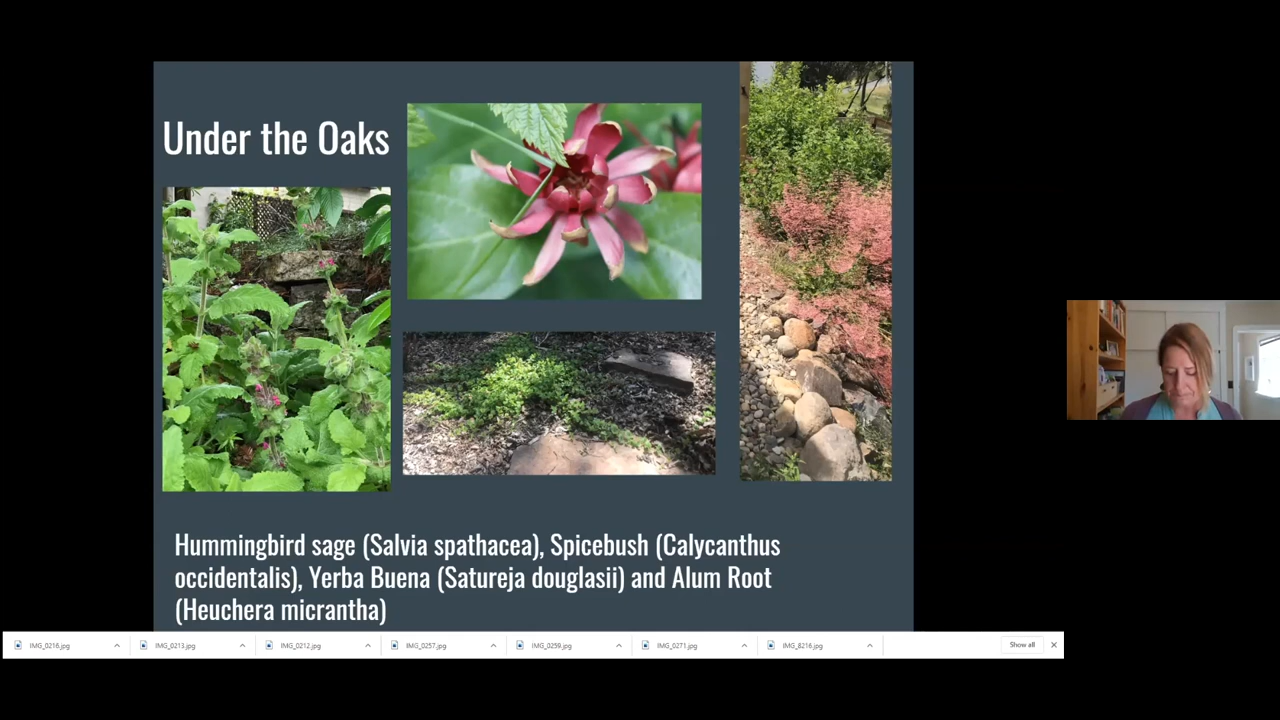 Under the Oaks
Hummingbird sage (Salvia spathacea), Spicebush (Calycanthus
occidentalis), Yerba Buena (Satureja douglasii) and Alum Root
(Heuchera micrantha)
IMG_0216.jpg
IMG_0213.jpg
IMG_0212.jpg
IMG_0257.jpg
IMG_0259.jpg
IMG_0271.jpg
IMG_8216.jpg
Show all